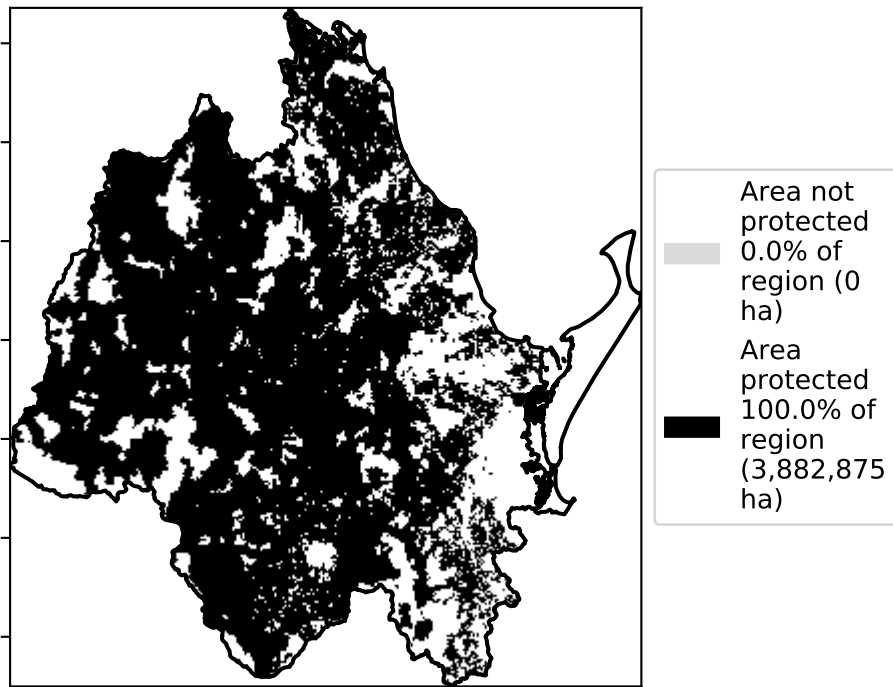 Area not
protected
0.0% of
region (0
ha)
Area
protected
100.0% of
region
(3,882,875
ha)